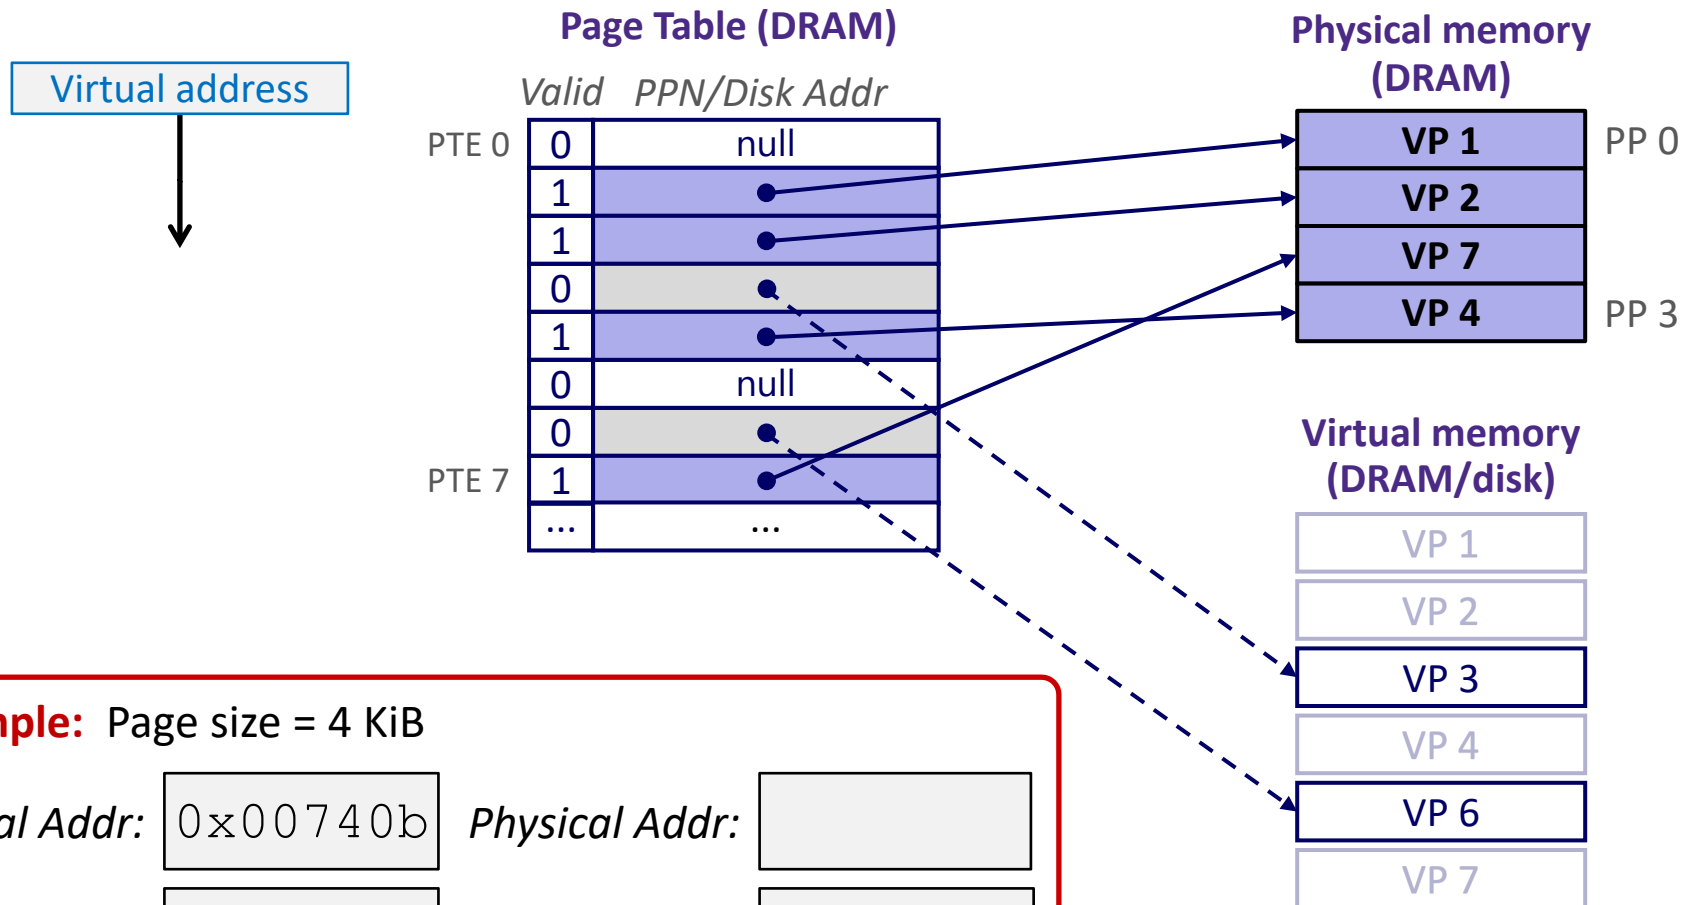 Page Table (DRAM)
Physical memory
(DRAM)
Virtual address
Valid PPN/Disk Addr
PTE 0 0 null
1
1
0
1
0 null
0
PTE 7 1
... ...
VP 1 PP 0
VP 2
VP 7
VP 4 PP 3
Virtual memory
(DRAM/disk)
VP 1
VP 2
VP 3
VP 4
VP 6
VP 7
mple: Page size = 4 KiB
al Addr: 0x00740b Physical Addr: